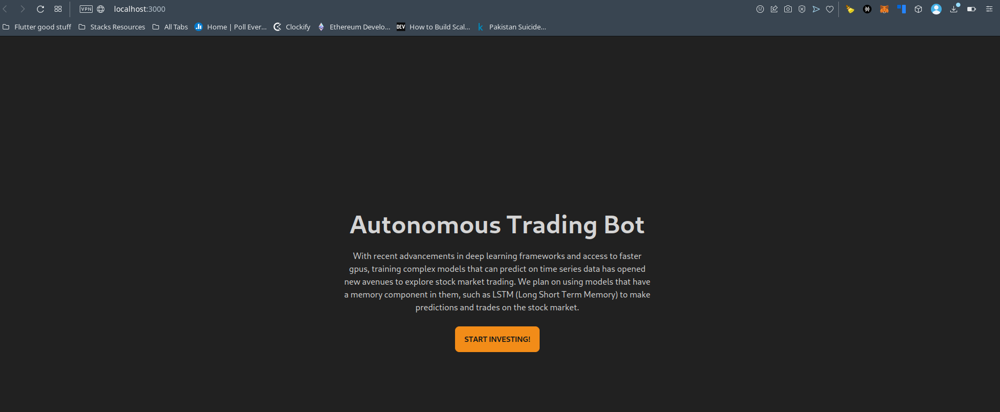 VPN localhost:3000
Flutter good stuff Stacks Resources All Tabs Home | Poll Ever... Clockify Ethereum Develo... DEV How to Build Scal... k Pakistan Suicide...
Autonomous Trading Bot
With recent advancements in deep learning frameworks and access to faster
gpus, training complex models that can predict on time series data has opened
new avenues to explore stock market trading. We plan on using models that have
a memory component in them, such as LSTM (Long Short Term Memory) to make
predictions and trades on the stock market.
START INVESTING!